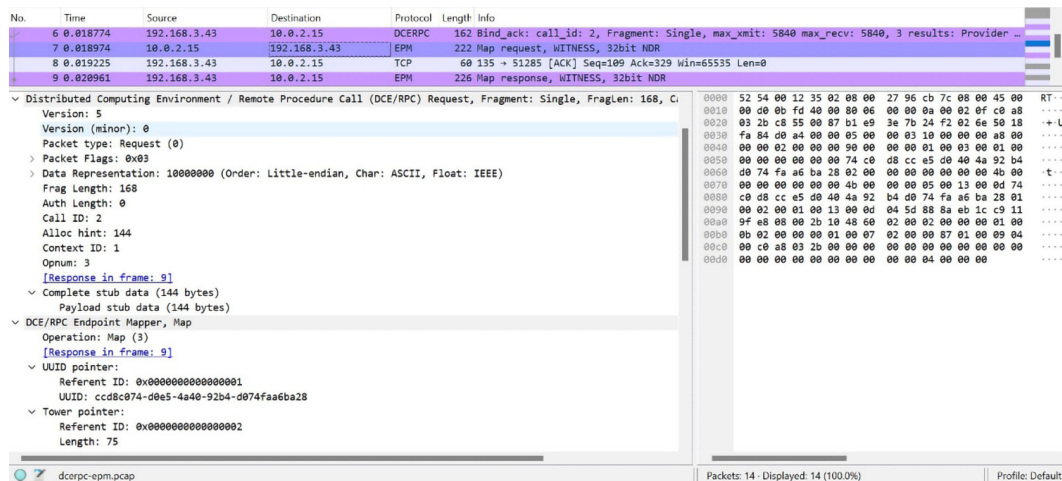 No. Time Source Destination Protocol Length Info
6 0.018774 192.168.3.43 10.0.2.15 DCERPC 162 Bind_ack: call_id: 2, Fragment: Single, max_xmit: 5840 max_recv: 5840, 3 results: Provider …
7 0.018974 10.0.2.15 192.168.3.43 EPM 222 Map request, WITNESS, 32bit NDR
8 0.019225 192.168.3.43 10.0.2.15 TCP 60 135 → 51285 [ACK] Seq=109 Ack=329 Win=65535 Len=0
9 0.020961 192.168.3.43 10.0.2.15 EPM 226 Map response, WITNESS, 32bit NDR
Distributed Computing Environment / Remote Procedure Call (DCE/RPC) Request, Fragment: Single, FragLen: 168, Ca
Version: 5
Version (minor): 0
Packet type: Request (0)
Packet Flags: 0x03
Data Representation: 10000000 (Order: Little-endian, Char: ASCII, Float: IEEE)
Frag Length: 168
Auth Length: 0
Call ID: 2
Alloc hint: 144
Context ID: 1
Opnum: 3
[Response in frame: 9]
Complete stub data (144 bytes)
Payload stub data (144 bytes)
DCE/RPC Endpoint Mapper, Map
Operation: Map (3)
[Response in frame: 9]
UUID pointer:
Referent ID: 0x0000000000000001
UUID: ccd8c074-d0e5-4a40-92b4-d074faa6ba28
Tower pointer:
Referent ID: 0x0000000000000002
Length: 75
0000 52 54 00 12 35 02 08 00 27 96 cb 7c 08 00 45 00 RT··
0010 00 d0 0b fd 40 00 80 06 00 00 0a 00 02 0f c0 a8 ····
0020 03 2b c8 55 00 87 b1 e9 3e 7b 24 f2 02 6e 50 18 ·+·U
0030 fa 84 d0 a4 00 00 05 00 00 03 10 00 00 00 a8 00 ····
0040 00 00 02 00 00 00 90 00 00 00 01 00 03 00 01 00 ····
0050 00 00 00 00 00 00 74 c0 d8 cc e5 d0 40 4a 92 b4 ····
0060 d0 74 fa a6 ba 28 02 00 00 00 00 00 00 00 4b 00 ·t··
0070 00 00 00 00 00 00 4b 00 00 00 05 00 13 00 0d 74 ····
0080 c0 d8 cc e5 d0 40 4a 92 b4 d0 74 fa a6 ba 28 01 ····
0090 00 02 00 01 00 13 00 0d 04 5d 88 8a eb 1c c9 11 ····
00a0 9f e8 08 00 2b 10 48 60 02 00 02 00 00 00 01 00 ····
00b0 0b 02 00 00 00 01 00 07 02 00 00 87 01 00 09 04 ····
00c0 00 c0 a8 03 2b 00 00 00 00 00 00 00 00 00 00 00 ····
00d0 00 00 00 00 00 00 00 00 00 00 04 00 00 00 ····
dcerpc-epm.pcap
Packets: 14 · Displayed: 14 (100.0%)
Profile: Default